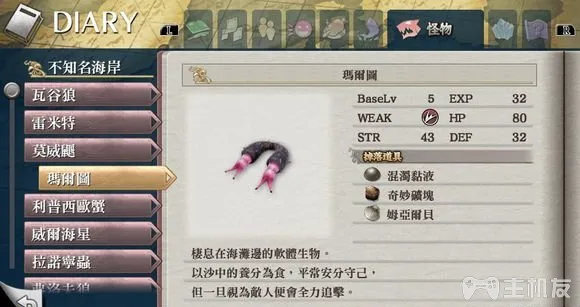 DIARY
L
怪物
R
不知名海岸
瓦谷狼
雷米特
莫威颶
瑪爾圖
利普西歐蟹
威爾海星
拉諾寧蟲
瑪爾圖
BaseLv 5 EXP 32
WEAK HP 80
STR 43 DEF 32
掉落道具
混濁黏液
奇妙礦塊
姆亞爾貝
棲息在海灘邊的軟體生物。
以沙中的養分為食，平常安分守己，
但一旦視為敵人便會全力追擊。
主机友